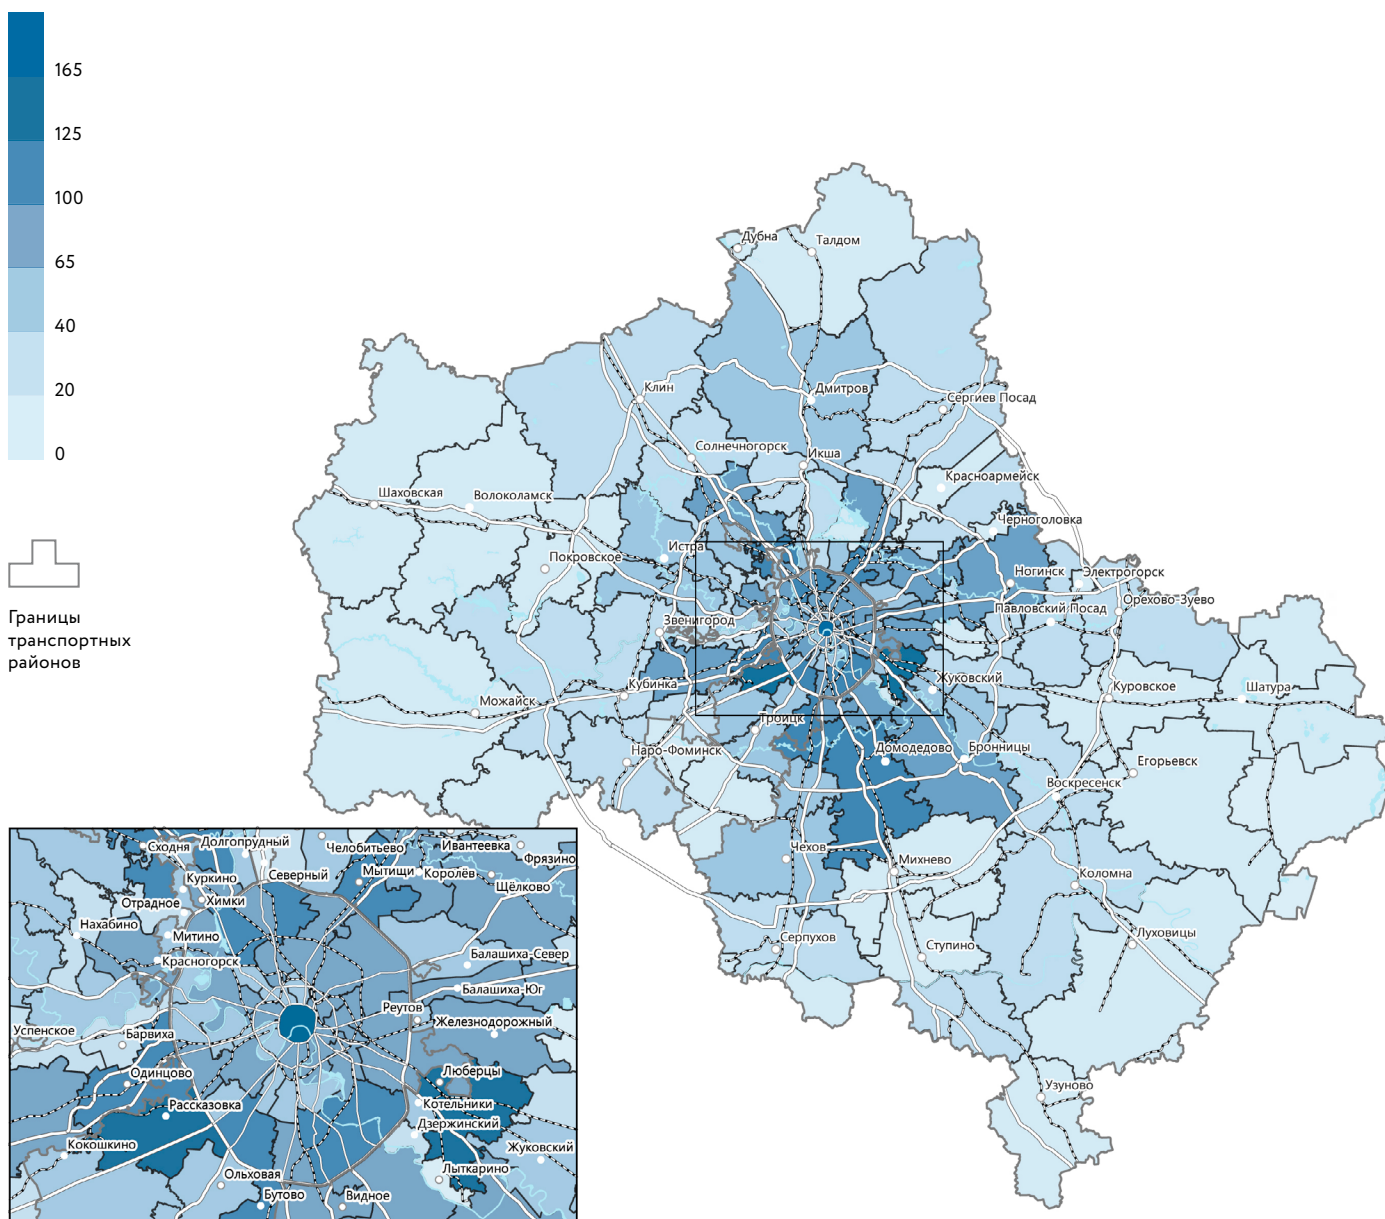 165
125
100
65
40
20
0
Границы
транспортных
районов
Дубна
Талдом
Клин
Дмитров
Сергиев Посад
Солнечногорск
Икша
Красноармейск
Шаховская
Волоколамск
Черноголовка
Покровское
Истра
Ногинск
Электрогорск
Павловский Посад
Орехово-Зуево
Звенигород
Кубинка
Жуковский
Куровское
Шатура
Можайск
Троицк
Наро-Фоминск
Домодедово
Бронницы
Егорьевск
Воскресенск
Чехов
Михнево
Коломна
Серпухов
Ступино
Луховицы
Узуново
Сходня
Долгопрудный
Челобитьево
Ивантеевка
Фрязино
Куркино
Северный
Мытищи
Королёв
Щёлково
Отрадное
Химки
Нахабино
Митино
Красногорск
Балашиха-Север
Балашиха-Юг
Реутов
Железнодорожный
Успенское
Барвиха
Одинцово
Люберцы
Рассказовка
Котельники
Дзержинский
Кокошкино
Жуковский
Ольховая
Лыткарино
Бутово
Видное